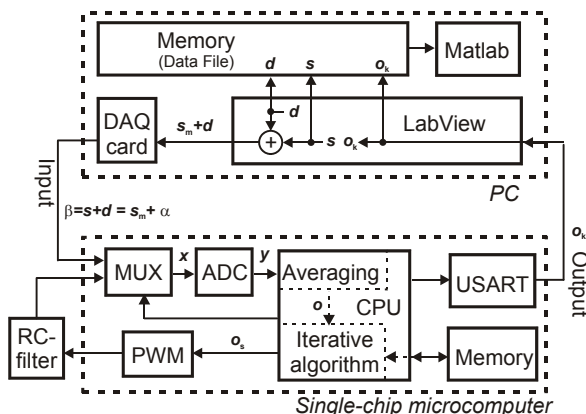 Memory
(Data File)
Matlab
d
s
o_k
d
LabView
DAQ
card
s_m+d
+
s
o_k
PC
Input
β=s+d = s_m+ α
o_k
Output
MUX
x
ADC
y
Averaging
CPU
o
Iterative
algorithm
USART
RC-
filter
PWM
o_s
Memory
Single-chip microcomputer